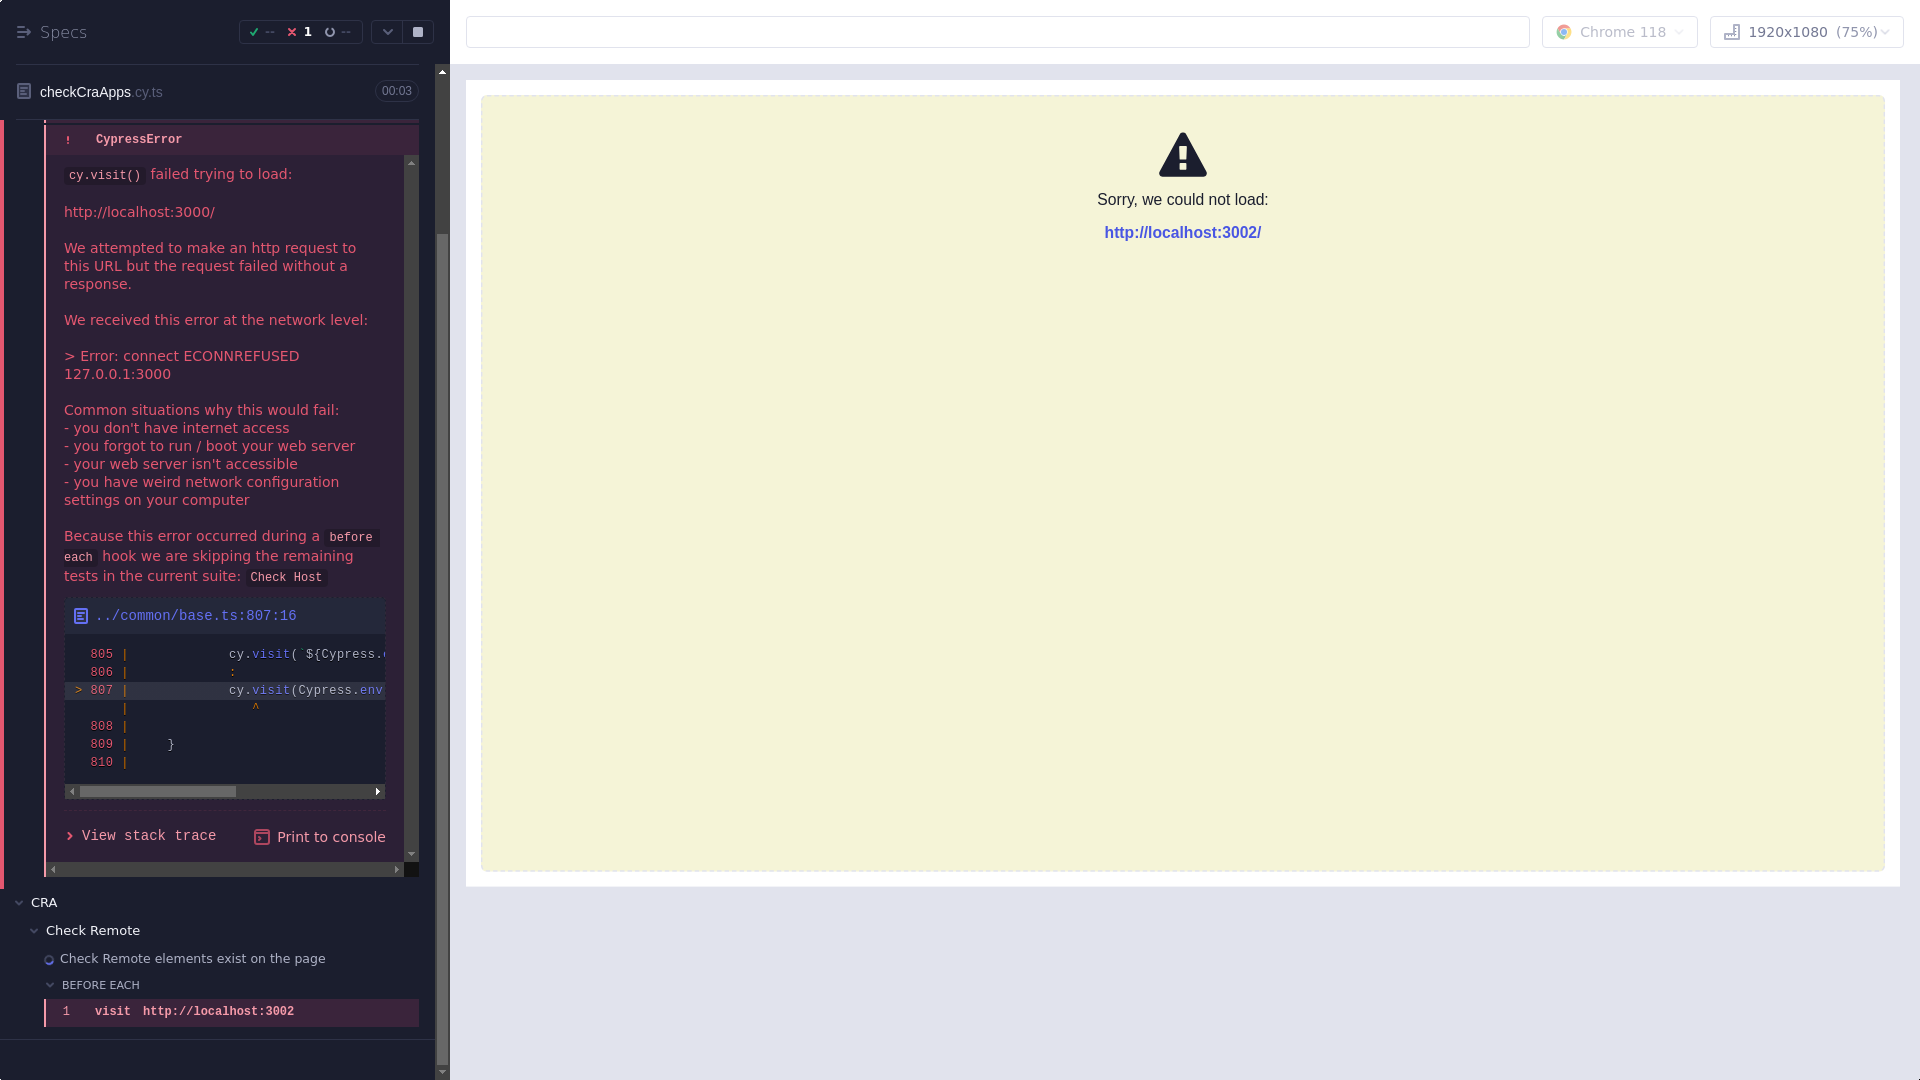 Specs
-- 1 --
checkCraApps.cy.ts 00:03
! CypressError
cy.visit() failed trying to load:
http://localhost:3000/
We attempted to make an http request to
this URL but the request failed without a
response.
We received this error at the network level:
> Error: connect ECONNREFUSED
127.0.0.1:3000
Common situations why this would fail:
- you don't have internet access
- you forgot to run / boot your web server
- your web server isn't accessible
- you have weird network configuration
settings on your computer
Because this error occurred during a before
each hook we are skipping the remaining
tests in the current suite: Check Host
../common/base.ts:807:16
805 | cy.visit(`${Cypress.
806 | :
> 807 | cy.visit(Cypress.env
| ^
808 |
809 | }
810 |
View stack trace Print to console
CRA
Check Remote
Check Remote elements exist on the page
BEFORE EACH
1 visit http://localhost:3002
Chrome 118
1920x1080 (75%)
Sorry, we could not load:
http://localhost:3002/